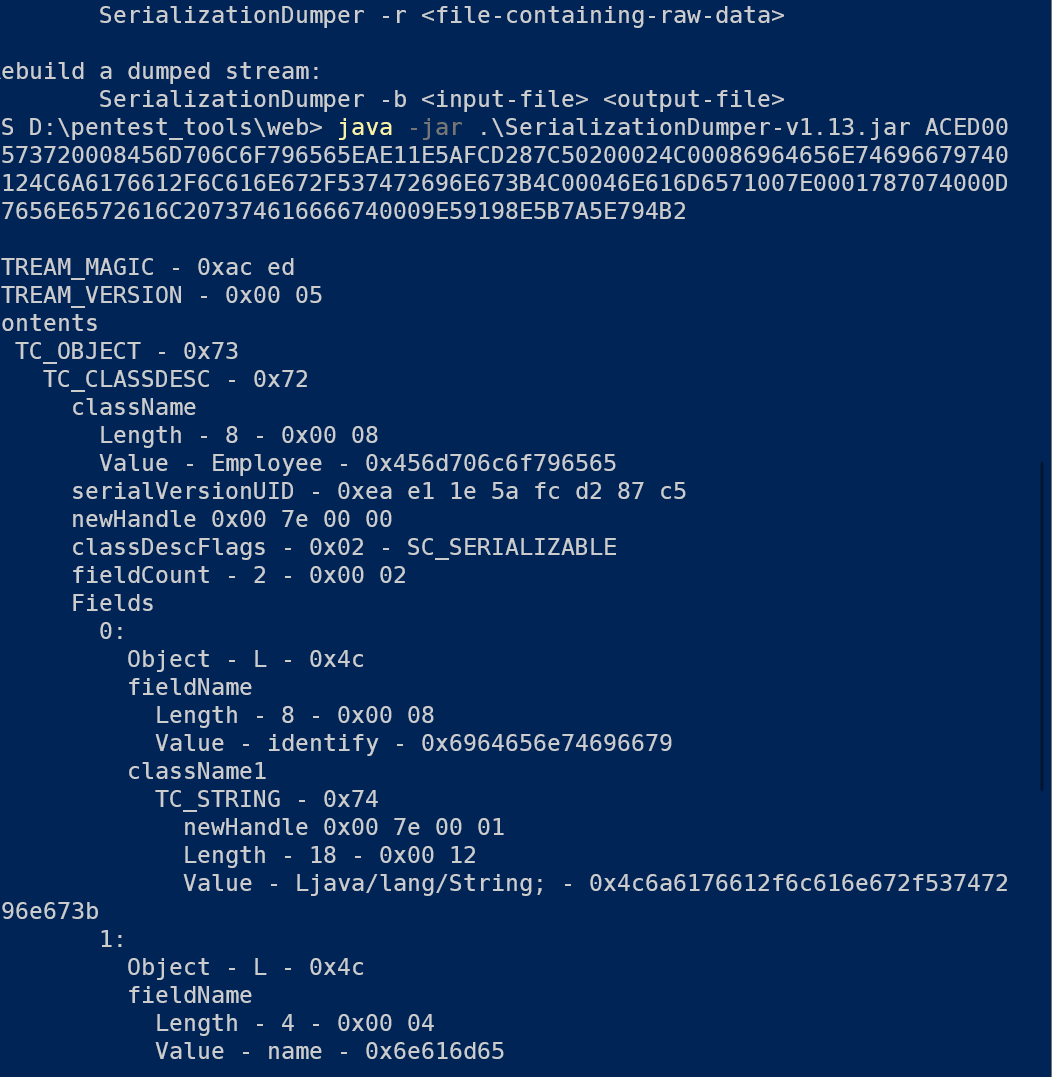 SerializationDumper -r <file-containing-raw-data>
ebuild a dumped stream:
SerializationDumper -b <input-file> <output-file>
S D:\pentest_tools\web> java -jar .\SerializationDumper-v1.13.jar ACED00
573720008456D706C6F796565EAE11E5AFCD287C50200024C00086964656E74696679740
124C6A6176612F6C616E672F537472696E673B4C00046E616D6571007E0001787074000D
7656E6572616C207374616666740009E59198E5B7A5E794B2
TREAM_MAGIC - 0xac ed
TREAM_VERSION - 0x00 05
ontents
TC_OBJECT - 0x73
TC_CLASSDESC - 0x72
className
Length - 8 - 0x00 08
Value - Employee - 0x456d706c6f796565
serialVersionUID - 0xea e1 1e 5a fc d2 87 c5
newHandle 0x00 7e 00 00
classDescFlags - 0x02 - SC_SERIALIZABLE
fieldCount - 2 - 0x00 02
Fields
0:
Object - L - 0x4c
fieldName
Length - 8 - 0x00 08
Value - identify - 0x6964656e74696679
className1
TC_STRING - 0x74
newHandle 0x00 7e 00 01
Length - 18 - 0x00 12
Value - Ljava/lang/String; - 0x4c6a6176612f6c616e672f537472
96e673b
1:
Object - L - 0x4c
fieldName
Length - 4 - 0x00 04
Value - name - 0x6e616d65